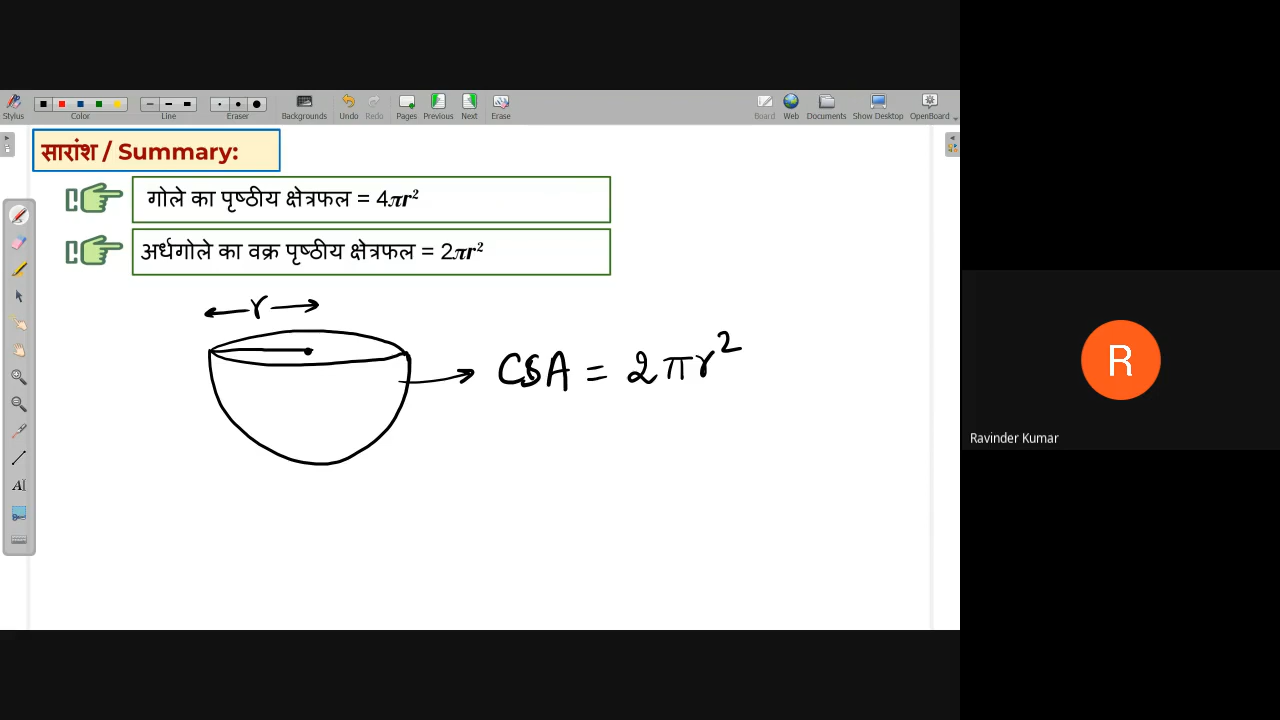 Stylus
Color
Line
Eraser
Backgrounds
Undo
Redo
Pages
Previous
Next
Erase
Board
Web
Documents
Show Desktop
OpenBoard
सारांश / Summary:
गोले का पृष्ठीय क्षेत्रफल = 4πr²
अर्धगोले का वक्र पृष्ठीय क्षेत्रफल = 2πr²
r
CSA = 2πr²
R
Ravinder Kumar